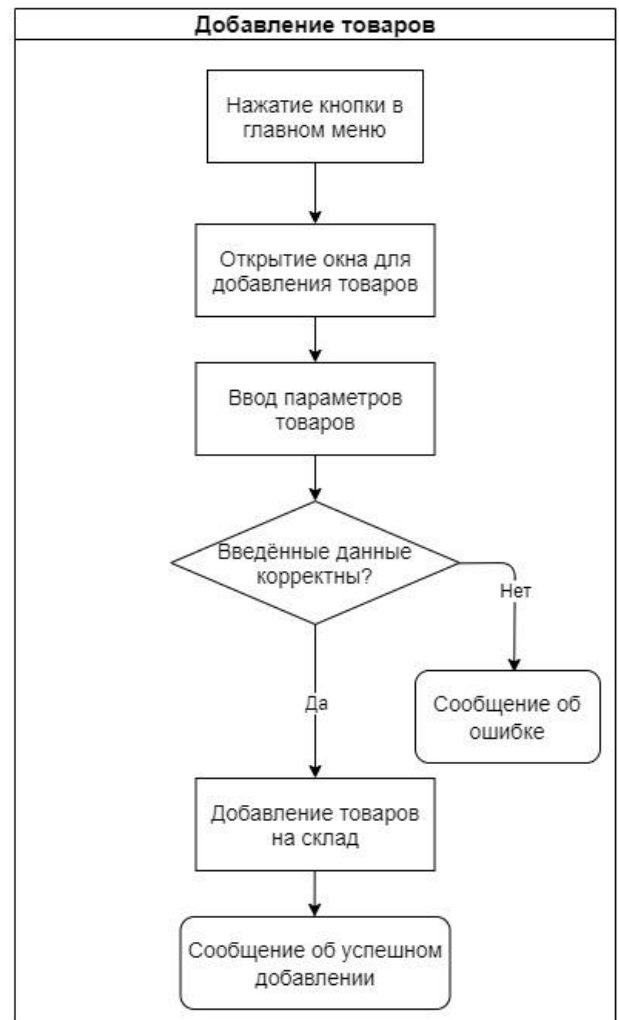 Добавление товаров
Нажатие кнопки в
главном меню
Открытие окна для
добавления товаров
Ввод параметров
товаров
Введённые данные
корректны?
Нет
Сообщение об
ошибке
Да
Добавление товаров
на склад
Сообщение об успешном
добавлении